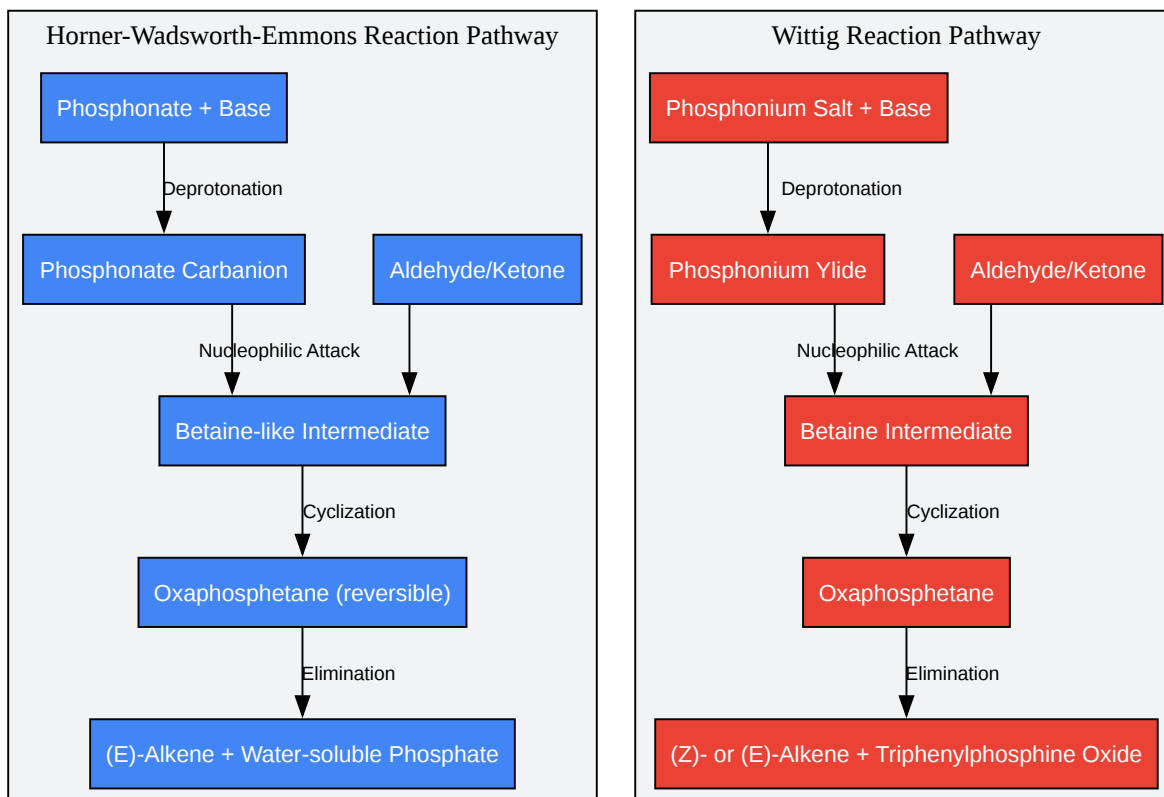 Horner-Wadsworth-Emmons Reaction Pathway
Phosphonate + Base
Deprotonation
Phosphonate Carbanion
Aldehyde/Ketone
Nucleophilic Attack
Betaine-like Intermediate
Cyclization
Oxaphosphetane (reversible)
Elimination
(E)-Alkene + Water-soluble Phosphate
Wittig Reaction Pathway
Phosphonium Salt + Base
Deprotonation
Phosphonium Ylide
Aldehyde/Ketone
Nucleophilic Attack
Betaine Intermediate
Cyclization
Oxaphosphetane
Elimination
(Z)- or (E)-Alkene + Triphenylphosphine Oxide